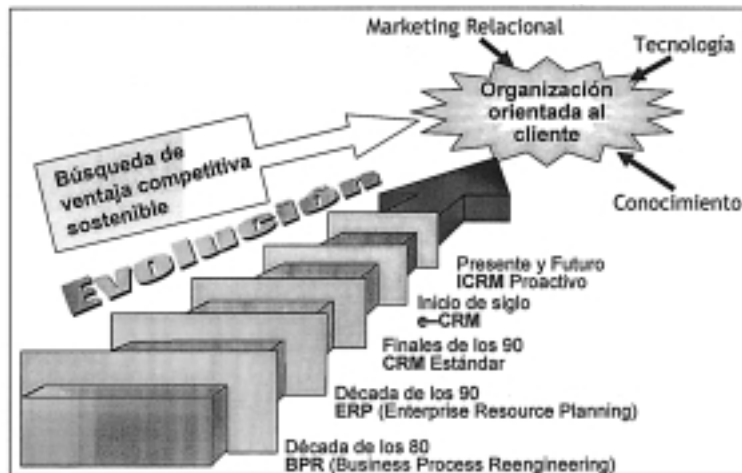 Marketing Relacional
Tecnología
Organización
orientada al
cliente
Conocimiento
Búsqueda de
ventaja competitiva
sostenible
Evolución
Presente y Futuro
ICRM Proactivo
Inicio de siglo
e-CRM
Finales de los 90
CRM Estándar
Década de los 90
ERP (Enterprise Resource Planning)
Década de los 80
BPR (Business Process Reengineering)